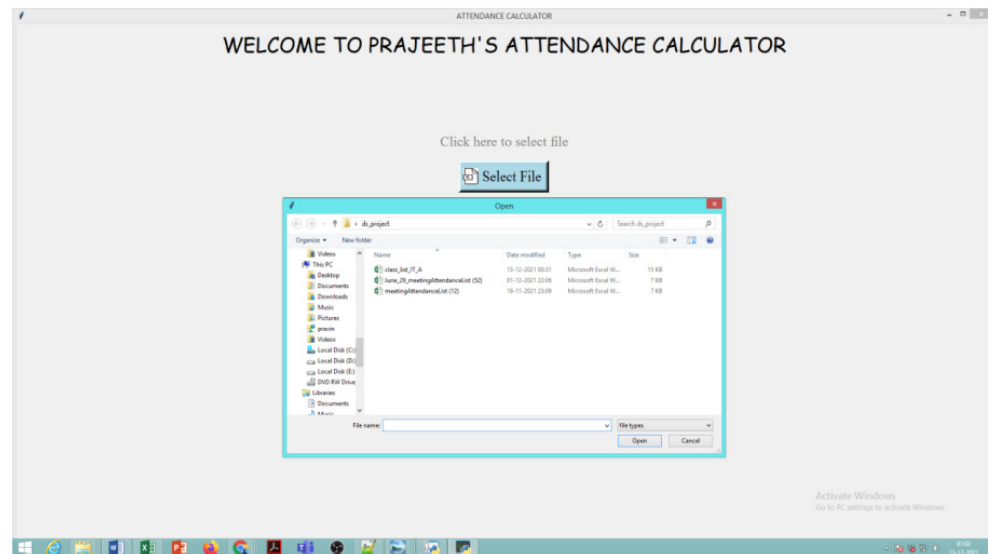 ATTENDANCE CALCULATOR
WELCOME TO PRAJEETH'S ATTENDANCE CALCULATOR
Click here to select file
Select File
Open
ds_project
Search ds_project
Organize New folder
Name Date modified Type Size
class_list_IT_A 13-12-2021 00:31 Microsoft Excel W... 15 KB
June_29_meetingAttendanceList (52) 01-12-2021 22:08 Microsoft Excel W... 7 KB
meetingAttendanceList (12) 19-11-2021 23:09 Microsoft Excel W... 7 KB
Videos
This PC
Desktop
Documents
Downloads
Music
Pictures
pravin
Videos
Local Disk (C:)
Local Disk (D:)
Local Disk (E:)
DVD RW Drive
Libraries
Documents
Music
File name:
File types
Open Cancel
Activate Windows
Go to PC settings to activate Windows.
01:02